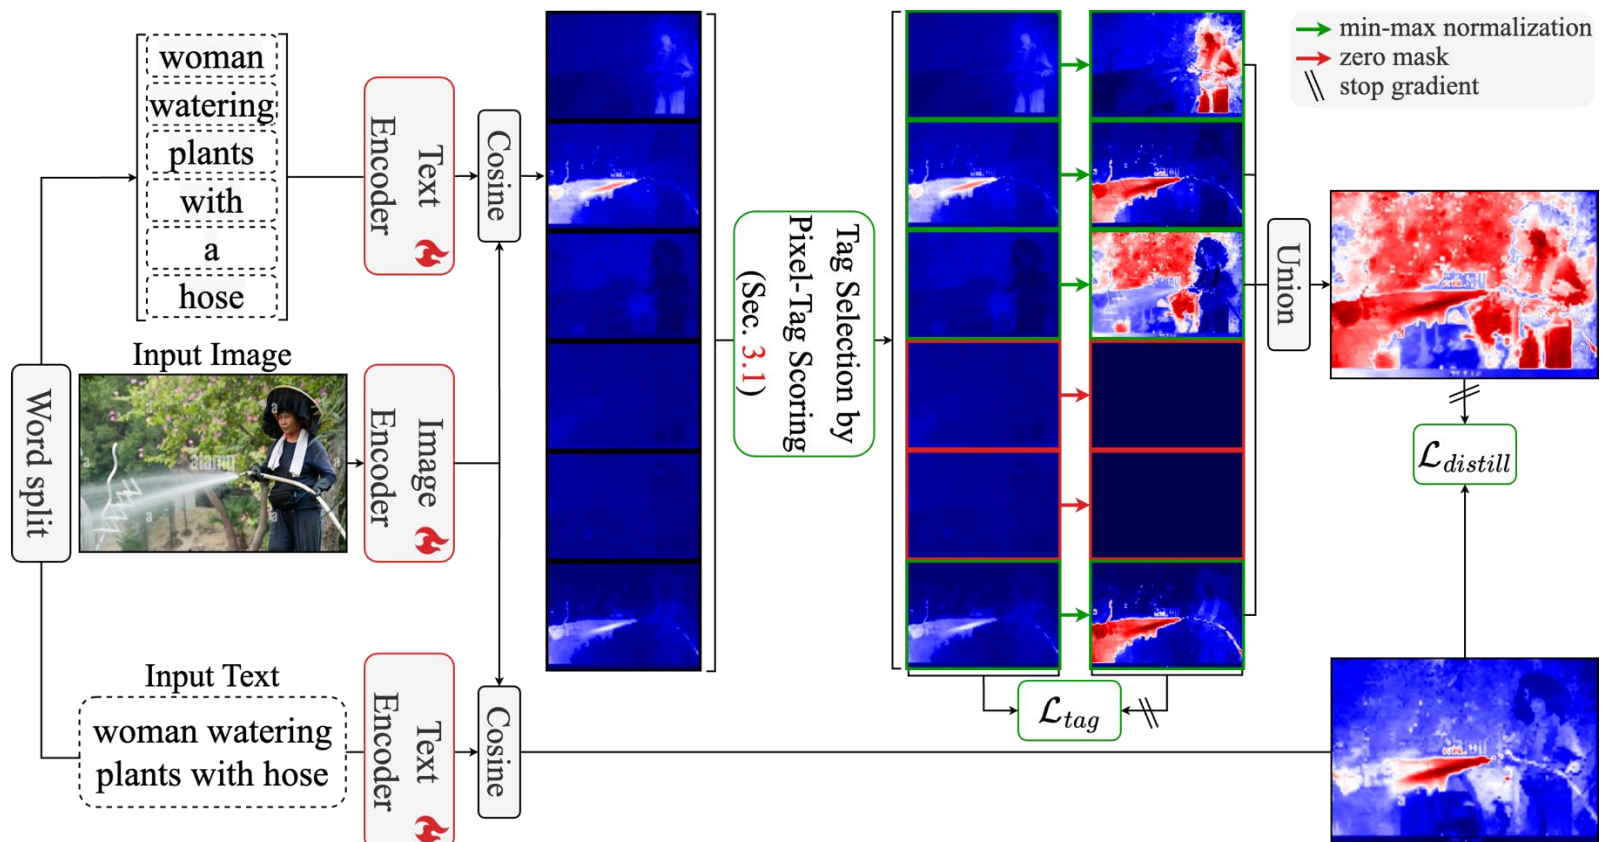 woman
watering
plants
with
a
hose
Text
Encoder
Cosine
Tag Selection by
Pixel-Tag Scoring
(Sec. 3.1)
min-max normalization
zero mask
stop gradient
Union
Word split
Input Image
a
a
alamy
a
a
Image
Encoder
ℒdistill
Input Text
woman watering
plants with hose
Text
Encoder
Cosine
ℒtag